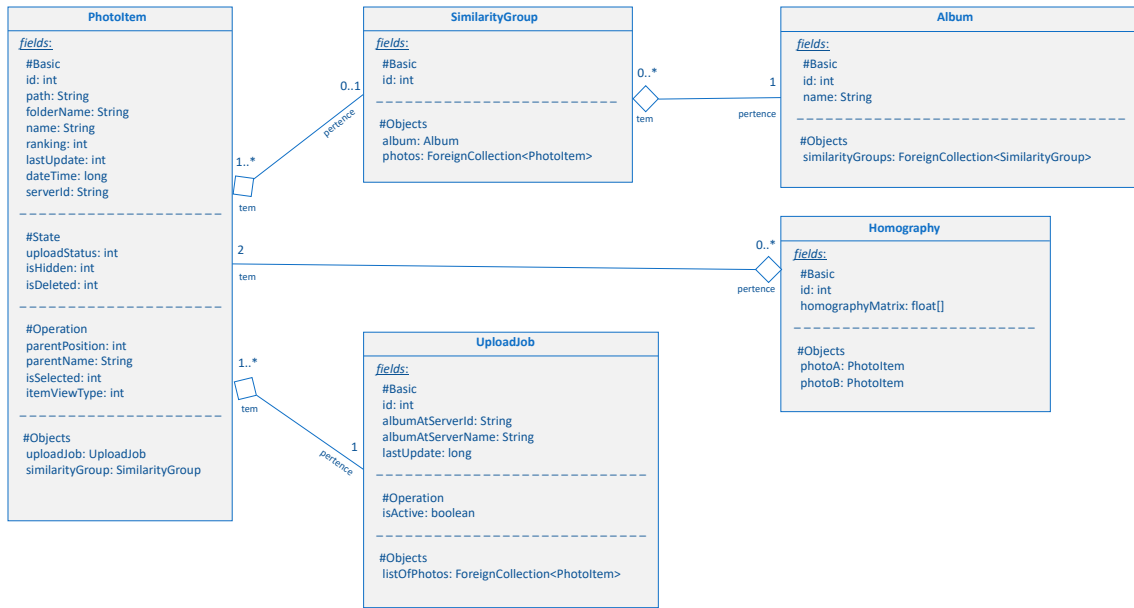 PhotoItem
fields:
#Basic
id: int
path: String
folderName: String
name: String
ranking: int
lastUpdate: int
dateTime: long
serverId: String
#State
uploadStatus: int
isHidden: int
isDeleted: int
#Operation
parentPosition: int
parentName: String
isSelected: int
itemViewType: int
#Objects
uploadJob: UploadJob
similarityGroup: SimilarityGroup
1..*
tem
0..1
pertence
SimilarityGroup
fields:
#Basic
id: int
#Objects
album: Album
photos: ForeignCollection<PhotoItem>
0..*
tem
1
pertence
Album
fields:
#Basic
id: int
name: String
#Objects
similarityGroups: ForeignCollection<SimilarityGroup>
2
tem
0..*
pertence
Homography
fields:
#Basic
id: int
homographyMatrix: float[]
#Objects
photoA: PhotoItem
photoB: PhotoItem
1..*
tem
1
pertence
UploadJob
fields:
#Basic
id: int
albumAtServerId: String
albumAtServerName: String
lastUpdate: long
#Operation
isActive: boolean
#Objects
listOfPhotos: ForeignCollection<PhotoItem>